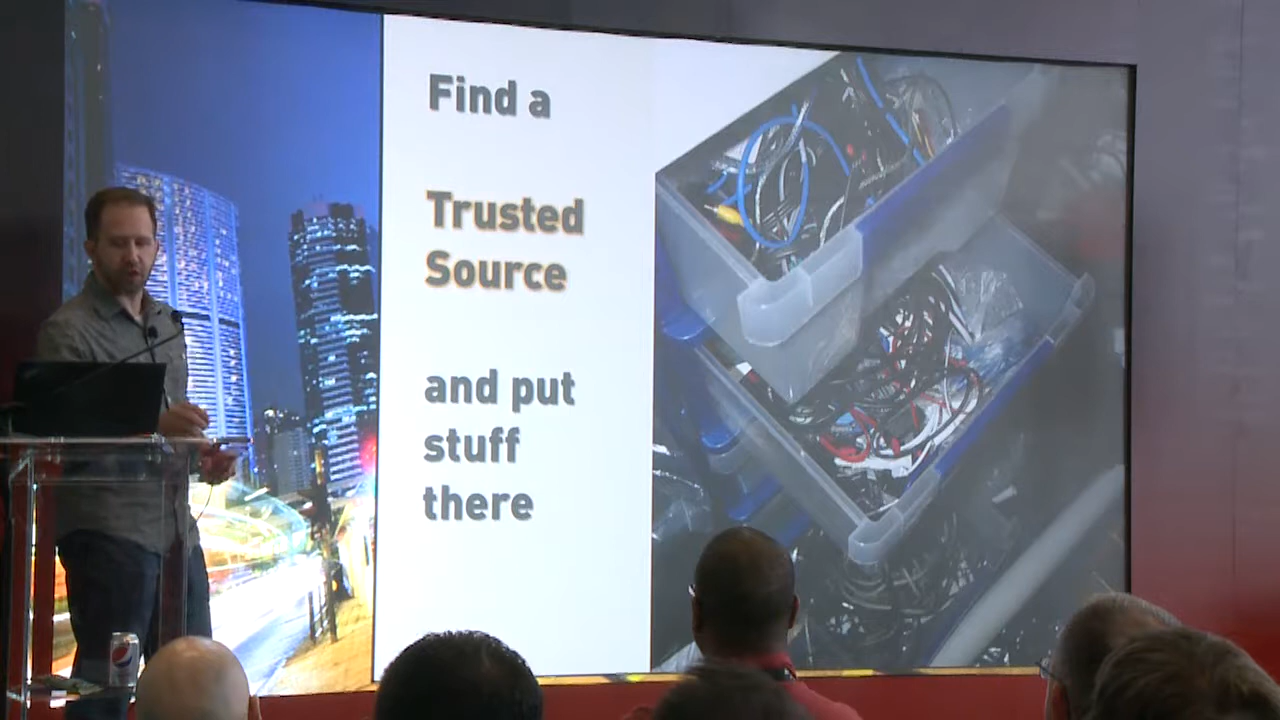 Find a
Trusted
Source
and put
stuff
there